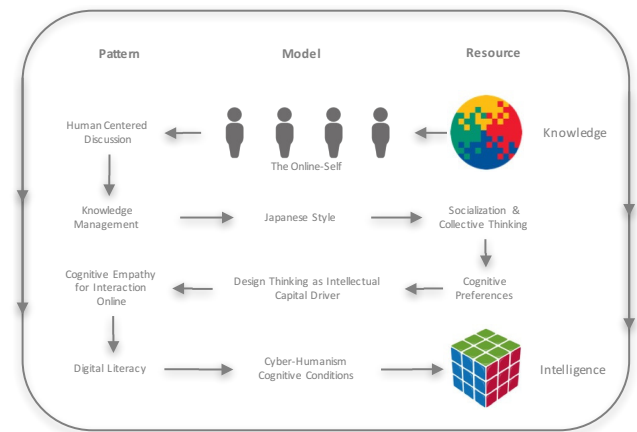 Pattern
Model
Resource
Human Centered
Discussion
The Online-Self
Knowledge
Knowledge
Management
Japanese Style
Socialization &
Collective Thinking
Cognitive Empathy
for Interaction
Online
Design Thinking as Intellectual
Capital Driver
Cognitive
Preferences
Digital Literacy
Cyber-Humanism
Cognitive Conditions
Intelligence